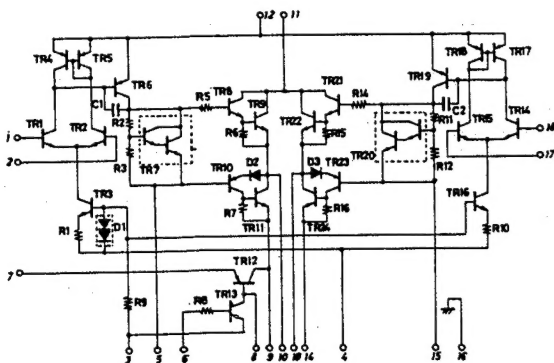 12 11
TR4 TR5 TR18 TR17
TR6 TR8 TR9 TR21 R14 TR19
C1 R5 C2
R2 R6 TR22 R15 R11 TR15 TR14
1 TR1 TR2 16
2 R3 TR7 D2 D3 TR20 R12 17
TR10 TR23
TR3 R7 R16 TR16
R1 D1 TR11 TR24 R10
7 TR12
R9 R8 TR13
3 5 6 8 9 10 18 14 4 15 16